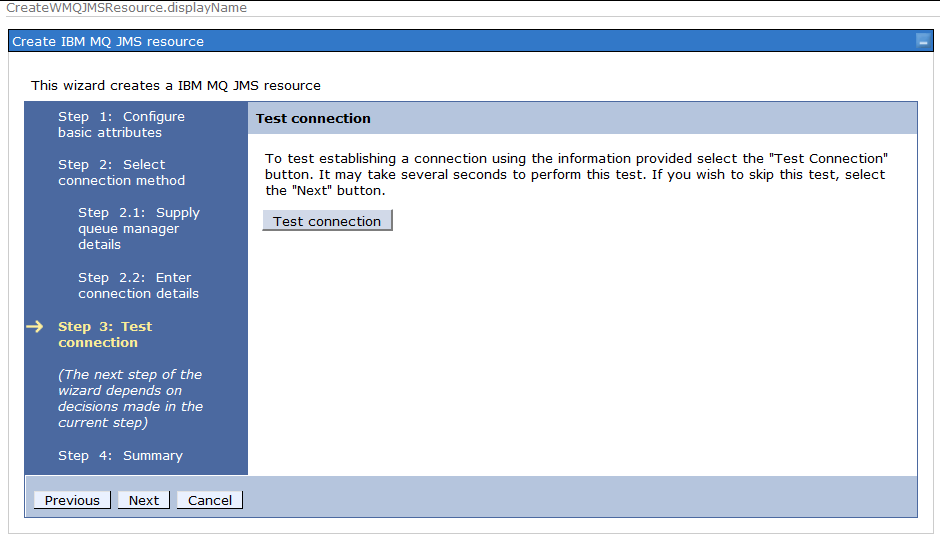 CreateWMQJMSResource.displayName
Create IBM MQ JMS resource
This wizard creates a IBM MQ JMS resource
Step 1: Configure
basic attributes
Step 2: Select
connection method
Step 2.1: Supply
queue manager
details
Step 2.2: Enter
connection details
Step 3: Test
connection
(The next step of the
wizard depends on
decisions made in the
current step)
Step 4: Summary
Test connection
To test establishing a connection using the information provided select the "Test Connection"
button. It may take several seconds to perform this test. If you wish to skip this test, select
the "Next" button.
Test connection
Previous
Next
Cancel